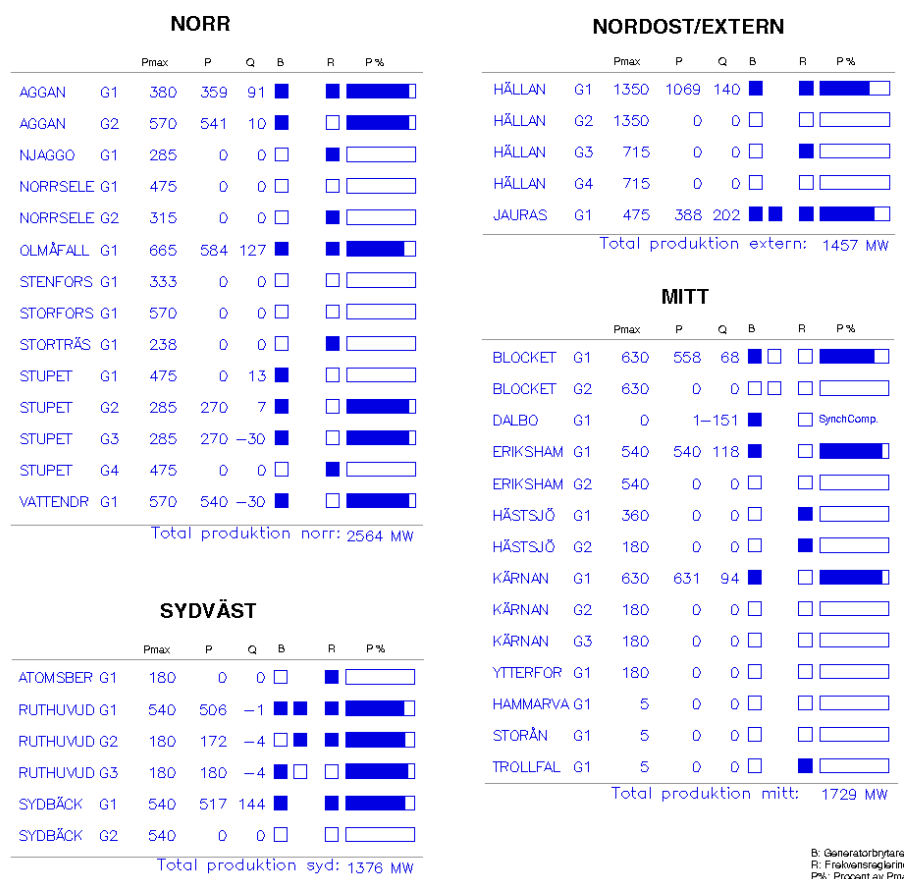 NORR
Pmax P Q B R P%
AGGAN G1 380 359 91
AGGAN G2 570 541 10
NJAGGO G1 285 0 0
NORRSELE G1 475 0 0
NORRSELE G2 315 0 0
OLMÅFALL G1 665 584 127
STENFORS G1 333 0 0
STORFORS G1 570 0 0
STORTRÄS G1 238 0 0
STUPET G1 475 0 13
STUPET G2 285 270 7
STUPET G3 285 270 -30
STUPET G4 475 0 0
VATTENDR G1 570 540 -30
Total produktion norr: 2564 MW
SYDVÄST
Pmax P Q B R P%
ATOMSBER G1 180 0 0
RUTHUVUD G1 540 506 -1
RUTHUVUD G2 180 172 -4
RUTHUVUD G3 180 180 -4
SYDBÄCK G1 540 517 144
SYDBÄCK G2 540 0 0
Total produktion syd: 1376 MW
NORDOST/EXTERN
Pmax P Q B R P%
HÄLLAN G1 1350 1069 140
HÄLLAN G2 1350 0 0
HÄLLAN G3 715 0 0
HÄLLAN G4 715 0 0
JAURAS G1 475 388 202
Total produktion extern: 1457 MW
MITT
Pmax P Q B R P%
BLOCKET G1 630 558 68
BLOCKET G2 630 0 0
DALBO G1 0 1-151 SynchComp.
ERIKSHAM G1 540 540 118
ERIKSHAM G2 540 0 0
HÄSTSJÖ G1 360 0 0
HÄSTSJÖ G2 180 0 0
KÄRNAN G1 630 631 94
KÄRNAN G2 180 0 0
KÄRNAN G3 180 0 0
YTTERFOR G1 180 0 0
HAMMARVA G1 5 0 0
STORÅN G1 5 0 0
TROLLFAL G1 5 0 0
Total produktion mitt: 1729 MW
B: Generatorbrytare
R: Frekvensreglering
P%: Procent av Pmax